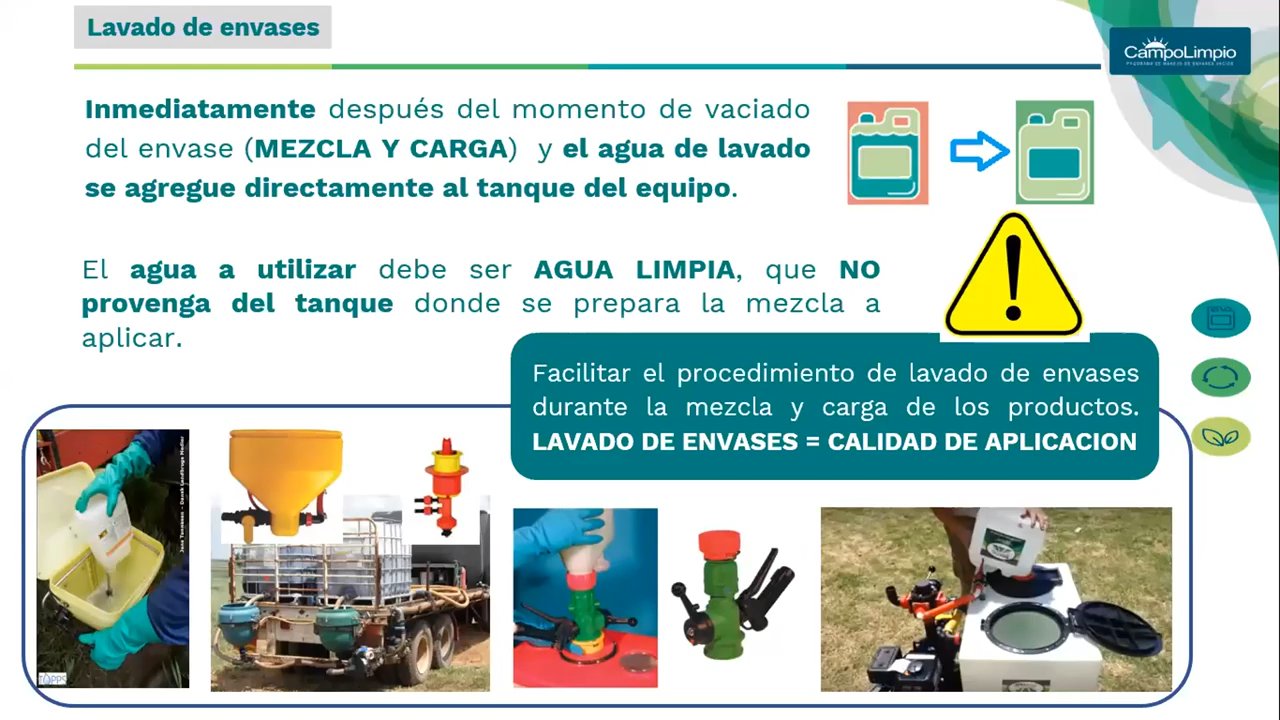 Lavado de envases
CampoLimpio
PROGRAMA DE MANEJO DE ENVASES VACÍOS
Inmediatamente después del momento de vaciado
del envase (MEZCLA Y CARGA) y el agua de lavado
se agregue directamente al tanque del equipo.
El agua a utilizar debe ser AGUA LIMPIA, que NO
provenga del tanque donde se prepara la mezcla a
aplicar.
Facilitar el procedimiento de lavado de envases
durante la mezcla y carga de los productos.
LAVADO DE ENVASES = CALIDAD DE APLICACION
TOPPS